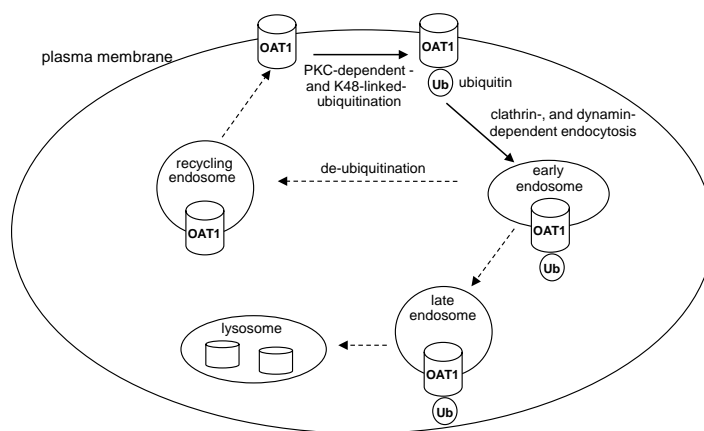 OAT1
OAT1
plasma membrane
PKC-dependent -
and K48-linked-
ubiquitination
Ub
ubiquitin
clathrin-, and dynamin-
dependent endocytosis
recycling
endosome
OAT1
de-ubiquitination
early
endosome
OAT1
Ub
late
endosome
OAT1
Ub
lysosome